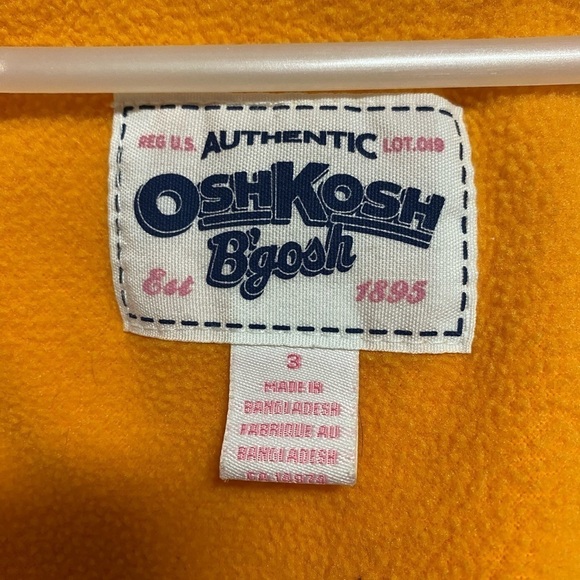 REG U.S. AUTHENTIC LOT.019
OSHKOSH
B'gosh
Est 1895
3
MADE IN
BANGLADESH
FABRIQUE AU
BANGLADESH